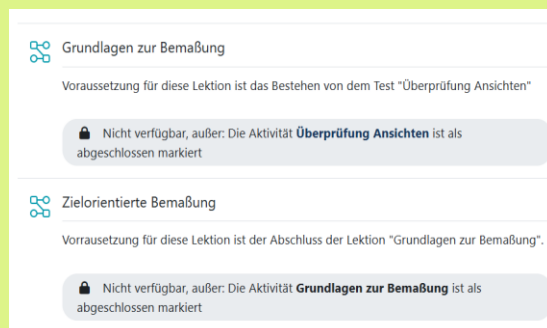 Grundlagen zur Bemaßung
Voraussetzung für diese Lektion ist das Bestehen von dem Test "Überprüfung Ansichten"
Nicht verfügbar, außer: Die Aktivität Überprüfung Ansichten ist als
abgeschlossen markiert
Zielorientierte Bemaßung
Vorrausetzung für diese Lektion ist der Abschluss der Lektion "Grundlagen zur Bemaßung".
Nicht verfügbar, außer: Die Aktivität Grundlagen zur Bemaßung ist als
abgeschlossen markiert